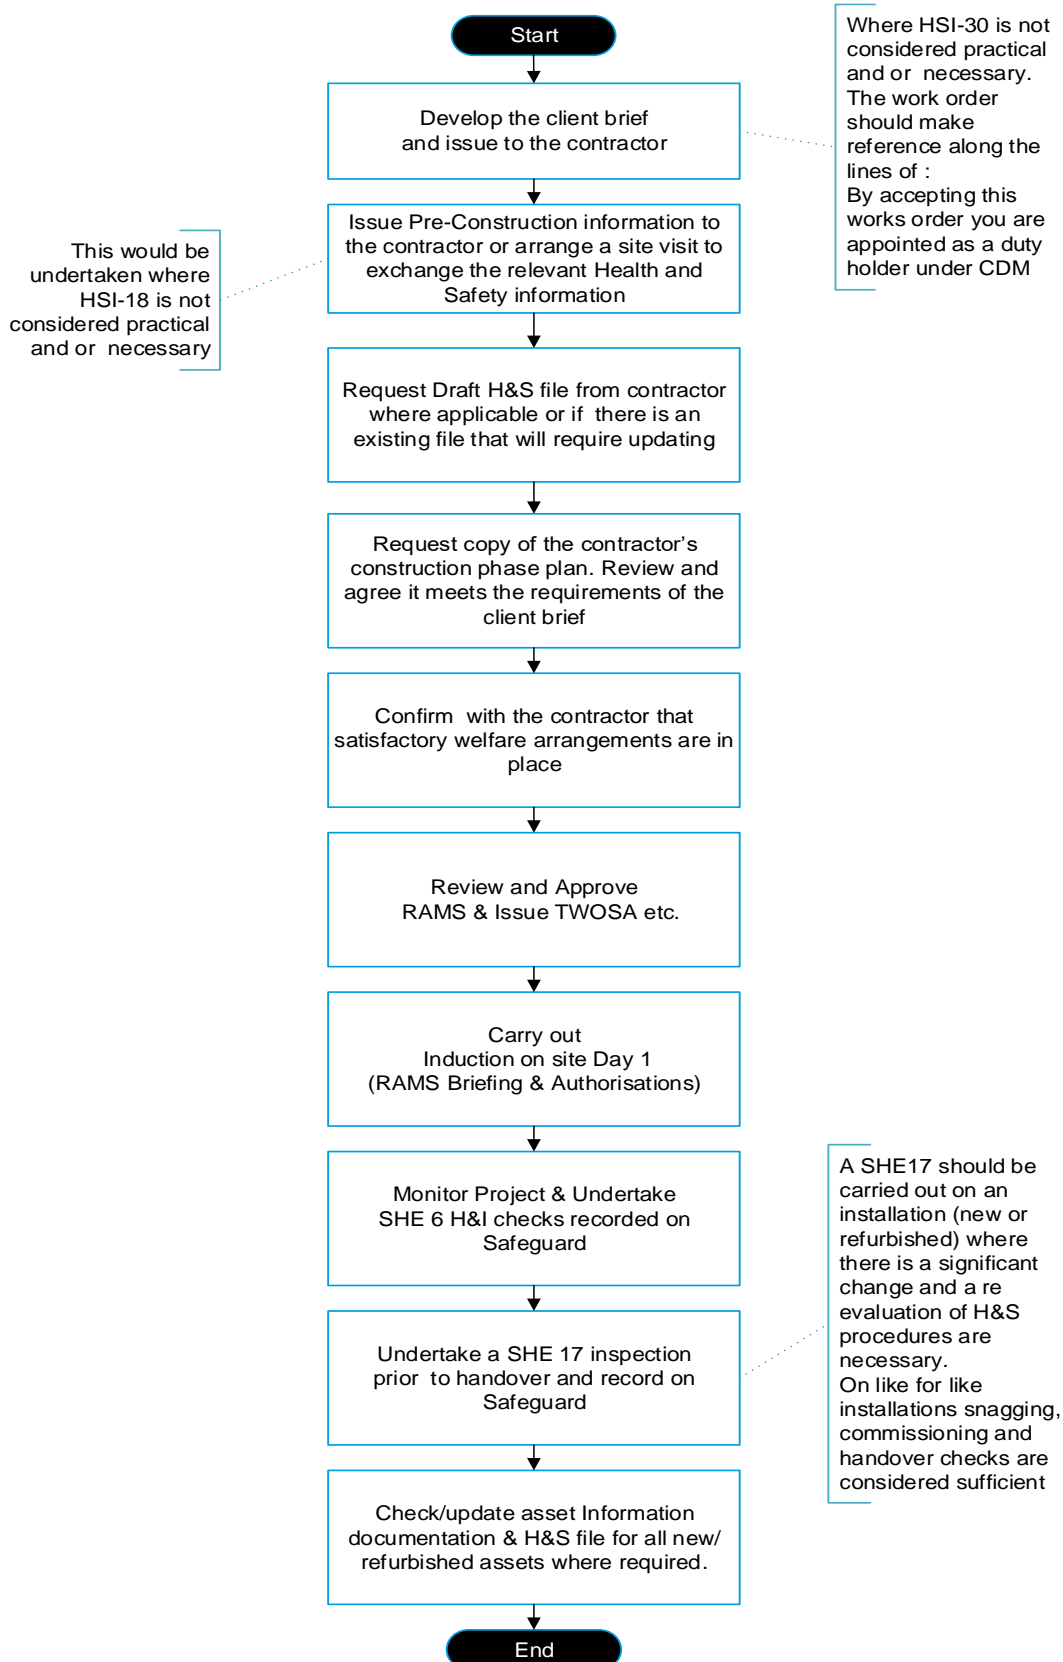 Start
Where HSI-30 is not
considered practical
and or necessary.
The work order
should make
reference along the
lines of :
By accepting this
works order you are
appointed as a duty
holder under CDM
Develop the client brief
and issue to the contractor
Issue Pre-Construction information to
the contractor or arrange a site visit to
exchange the relevant Health and
Safety information
This would be
undertaken where
HSI-18 is not
considered practical
and or necessary
Request Draft H&S file from contractor
where applicable or if there is an
existing file that will require updating
Request copy of the contractor’s
construction phase plan. Review and
agree it meets the requirements of the
client brief
Confirm with the contractor that
satisfactory welfare arrangements are in
place
Review and Approve
RAMS & Issue TWOSA etc.
Carry out
Induction on site Day 1
(RAMS Briefing & Authorisations)
Monitor Project & Undertake
SHE 6 H&I checks recorded on
Safeguard
Undertake a SHE 17 inspection
prior to handover and record on
Safeguard
A SHE17 should be
carried out on an
installation (new or
refurbished) where
there is a significant
change and a re
evaluation of H&S
procedures are
necessary.
On like for like
installations snagging,
commissioning and
handover checks are
considered sufficient
Check/update asset Information
documentation & H&S file for all new/
refurbished assets where required.
End